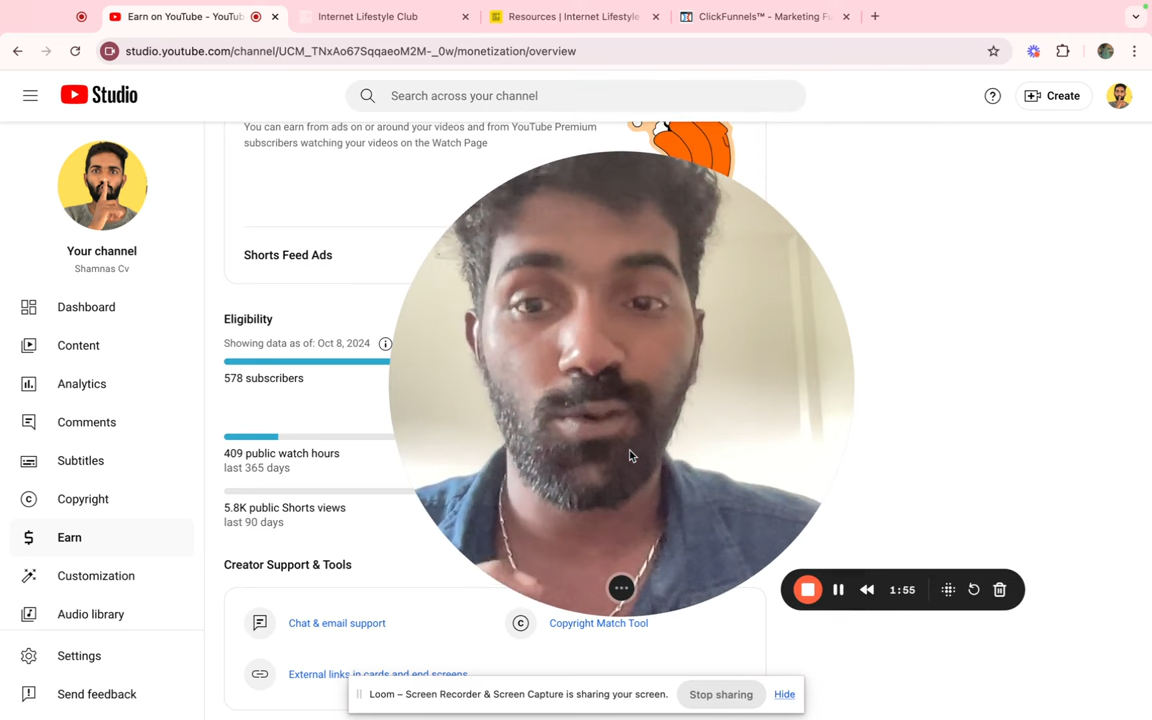 Earn on YouTube - YouTub
Internet Lifestyle Club
Resources | Internet Lifestyle
ClickFunnels™ - Marketing Fu
studio.youtube.com/channel/UCM_TNxAo67SqqaeoM2M-_0w/monetization/overview
Studio
Search across your channel
Create
You can earn from ads on or around your videos and from YouTube Premium
subscribers watching your videos on the Watch Page
Your channel
Shamnas Cv
Shorts Feed Ads
Dashboard
Content
Analytics
Comments
Subtitles
Copyright
Earn
Customization
Audio library
Settings
Send feedback
Eligibility
Showing data as of: Oct 8, 2024
578 subscribers
409 public watch hours
last 365 days
5.8K public Shorts views
last 90 days
Creator Support & Tools
Chat & email support
Copyright Match Tool
External links in cards and end screens
1:55
Loom – Screen Recorder & Screen Capture is sharing your screen.
Stop sharing
Hide